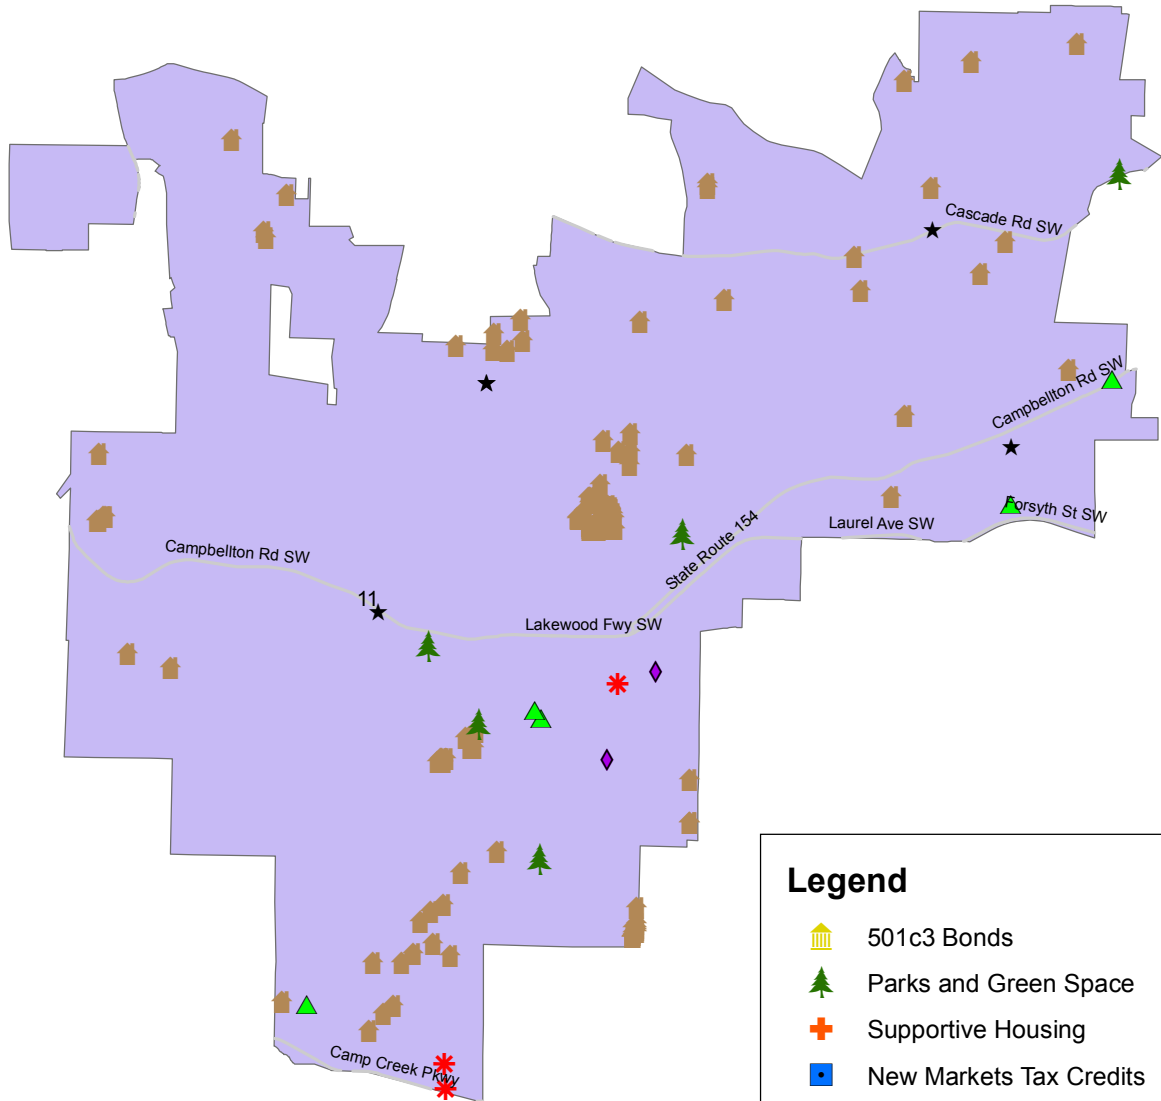 Cascade Rd SW
Campbellton Rd SW
Forsyth St SW
Laurel Ave SW
State Route 154
Campbellton Rd SW
11
Lakewood Fwy SW
Camp Creek Pkwy
Legend
501c3 Bonds
Parks and Green Space
Supportive Housing
New Markets Tax Credits